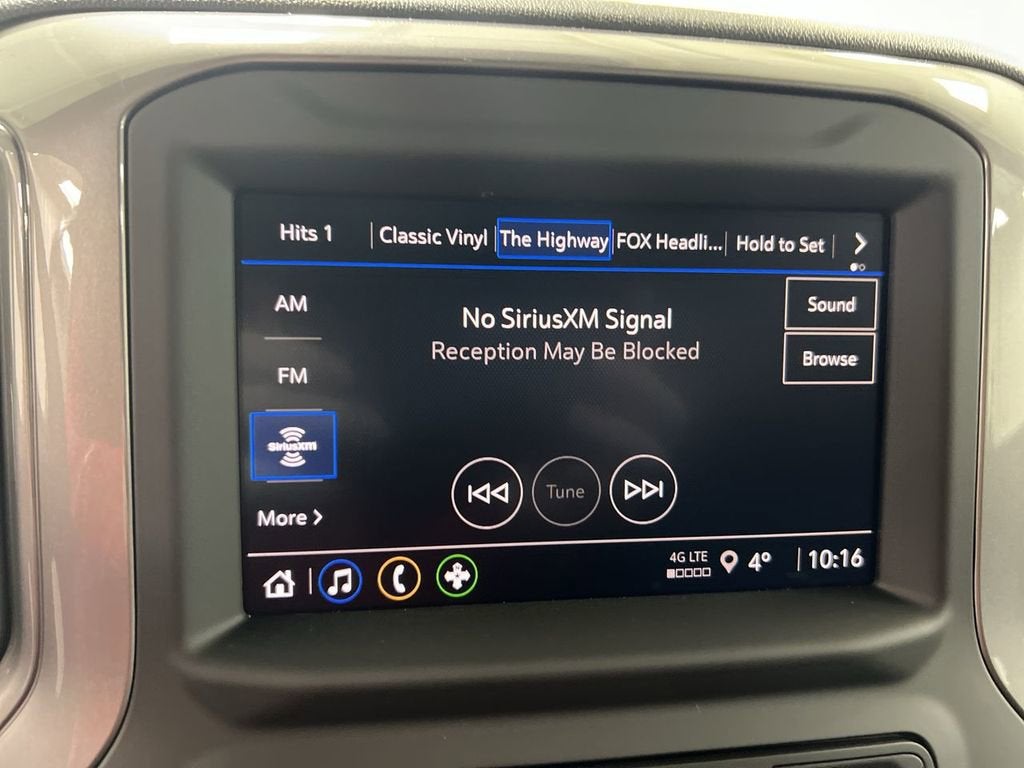 Hits 1 Classic Vinyl The Highway FOX Headli... Hold to Set
AM
No SiriusXM Signal
Reception May Be Blocked
Sound
Browse
FM
SiriusXM
Tune
More
4G LTE 4° 10:16